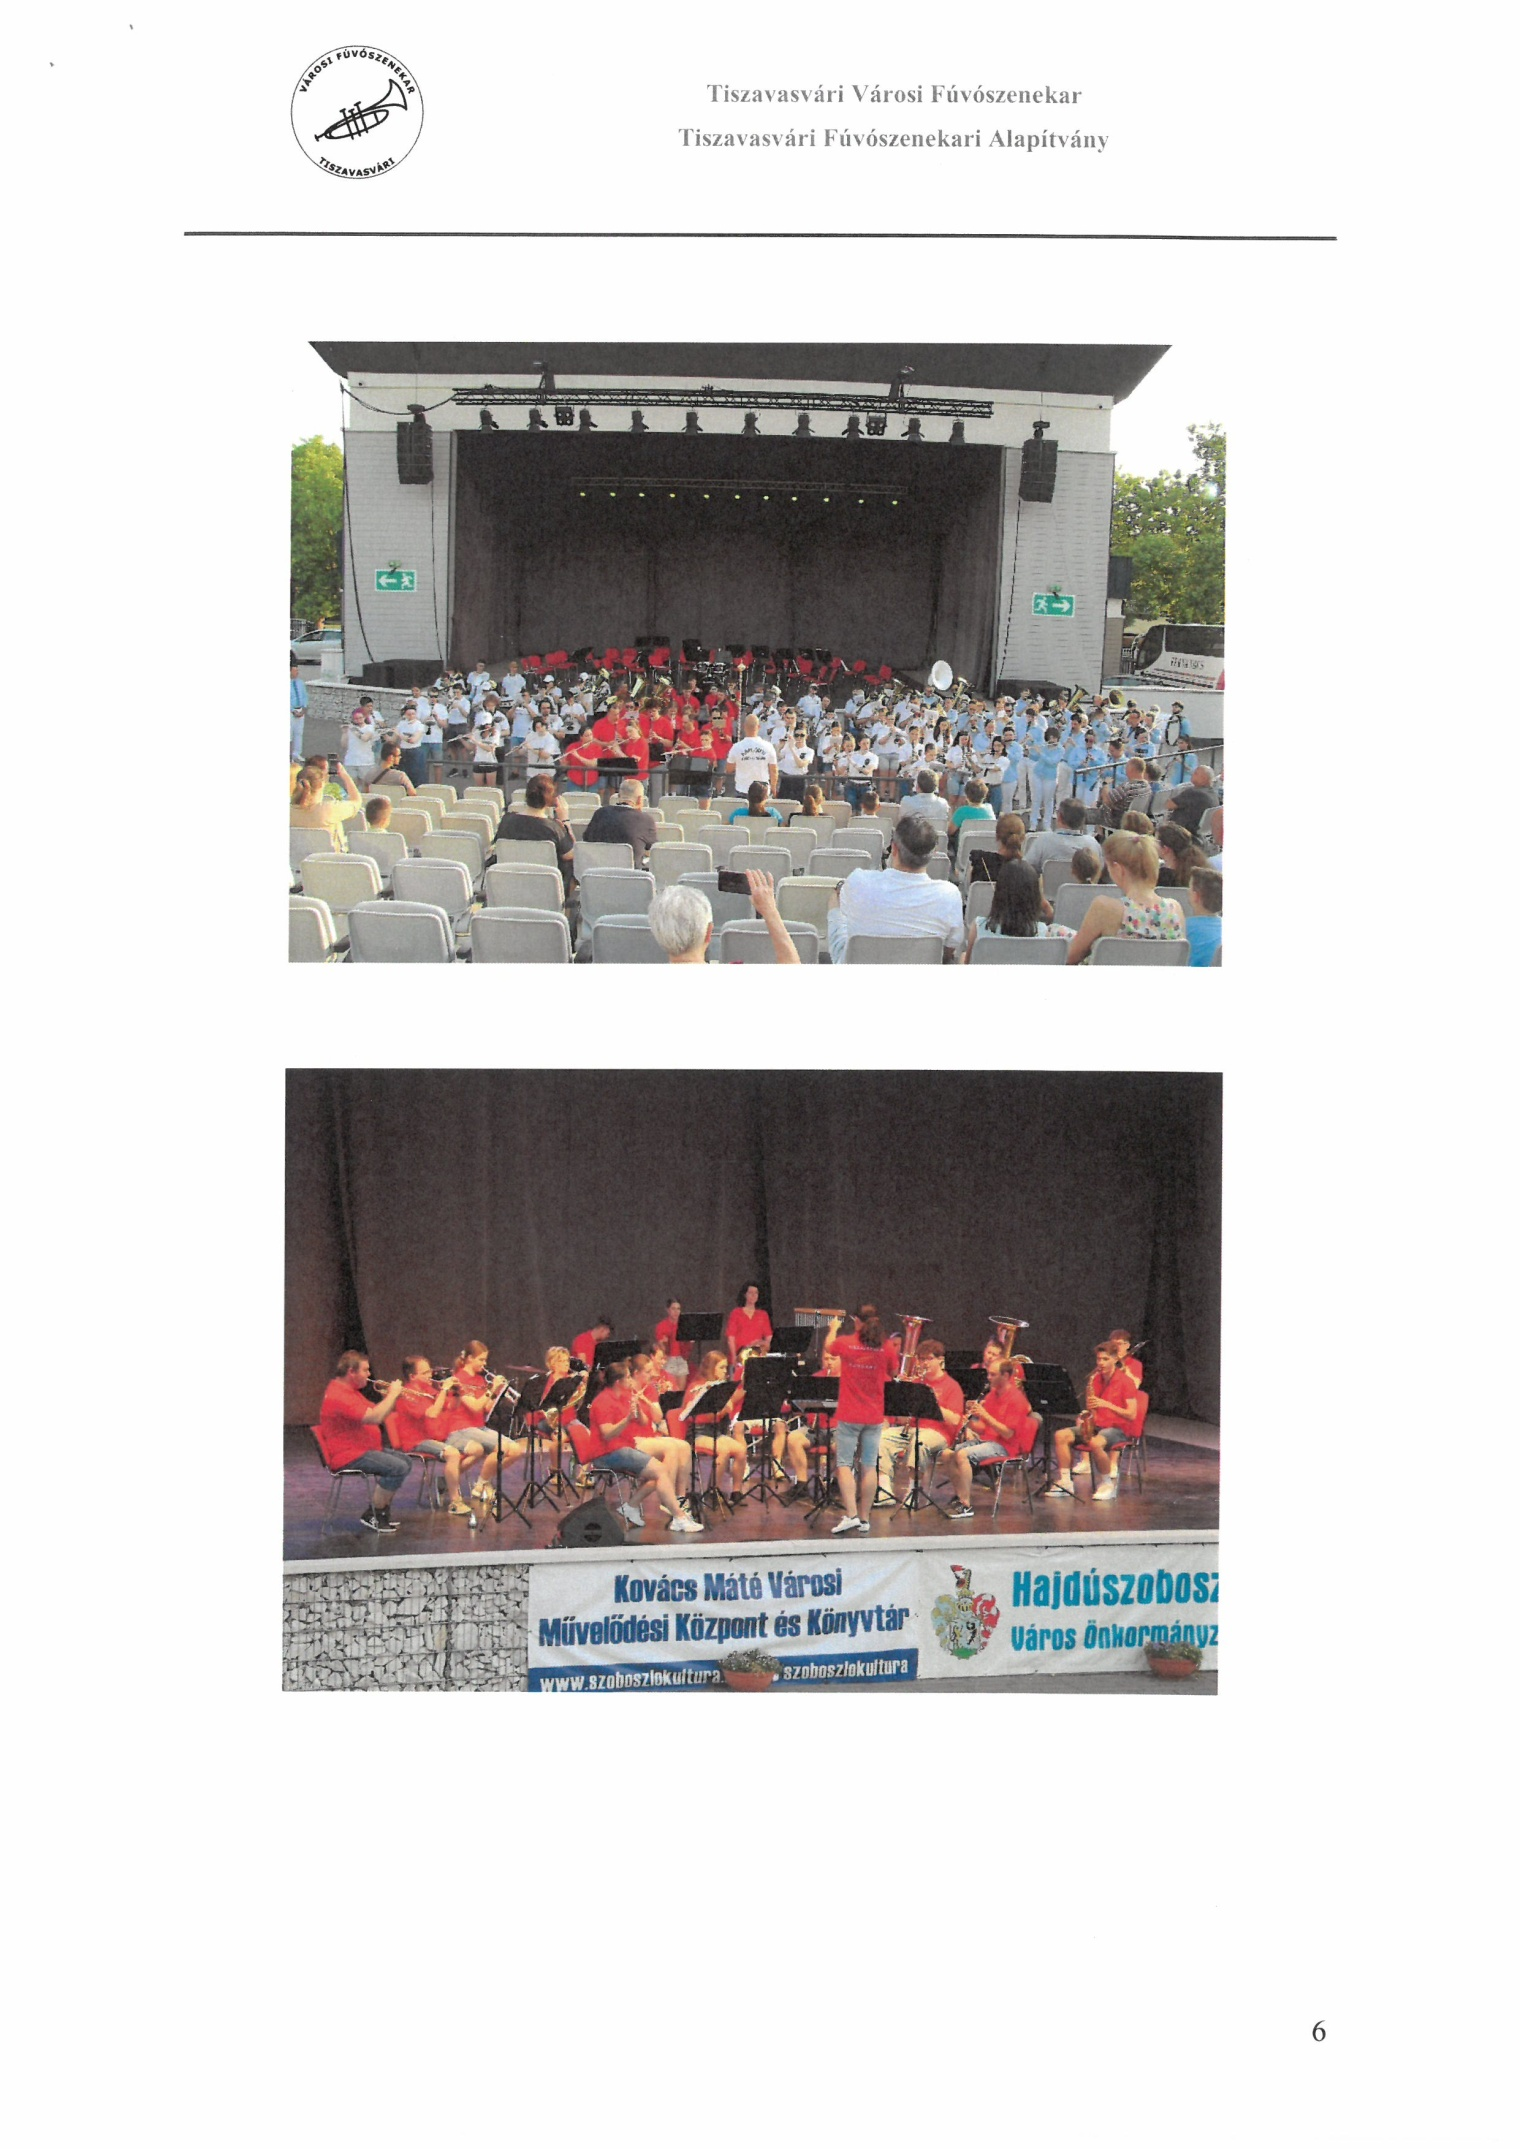 VÁROSI FÚVÓSZENEKAR
TISZAVASVÁRI
Tiszavasvári Városi Fúvószenekar
Tiszavasvári Fúvószenekari Alapítvány
Kovács Máté Városi
Művelődési Központ és Könyvtár
www.szoboszlokultura.
szoboszlokultura
Hajdúszobosz
Város Önkormányz
6